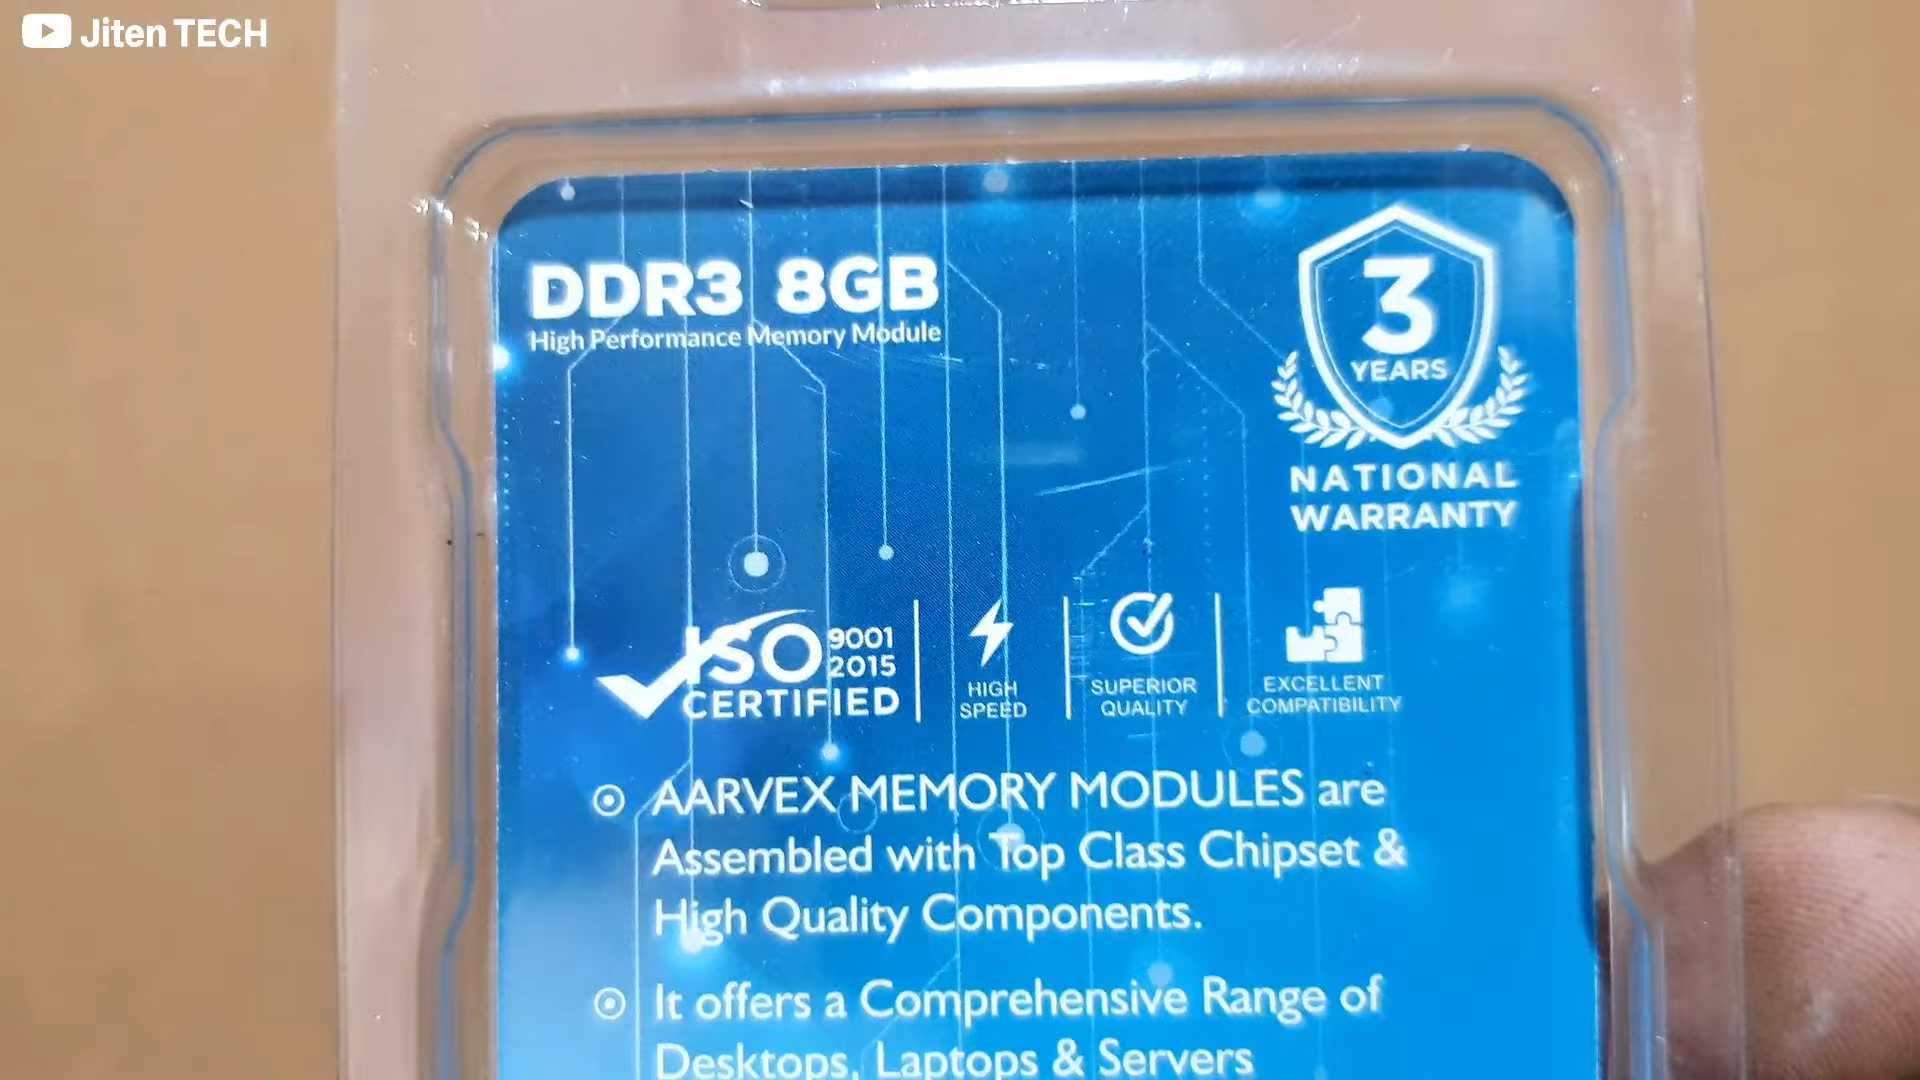 Jiten TECH
DDR3 8GB
High Performance Memory Module
3
YEARS
NATIONAL
WARRANTY
ISO 9001
2015
CERTIFIED
HIGH
SPEED
SUPERIOR
QUALITY
EXCELLENT
COMPATIBILITY
AARVEX MEMORY MODULES are
Assembled with Top Class Chipset &
High Quality Components.
It offers a Comprehensive Range of
Desktops, Laptops & Servers